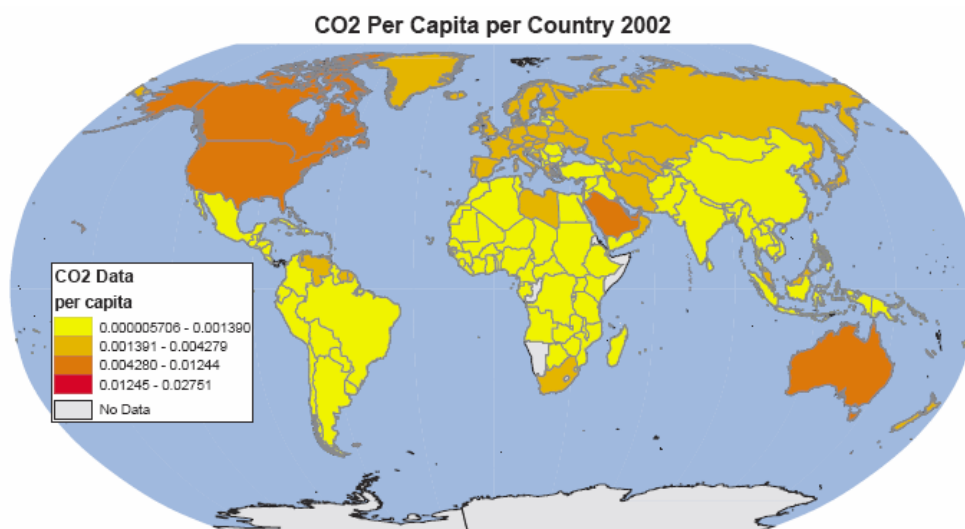 CO2 Per Capita per Country 2002
CO2 Data
per capita
0.000005706 - 0.001390
0.001391 - 0.004279
0.004280 - 0.01244
0.01245 - 0.02751
No Data